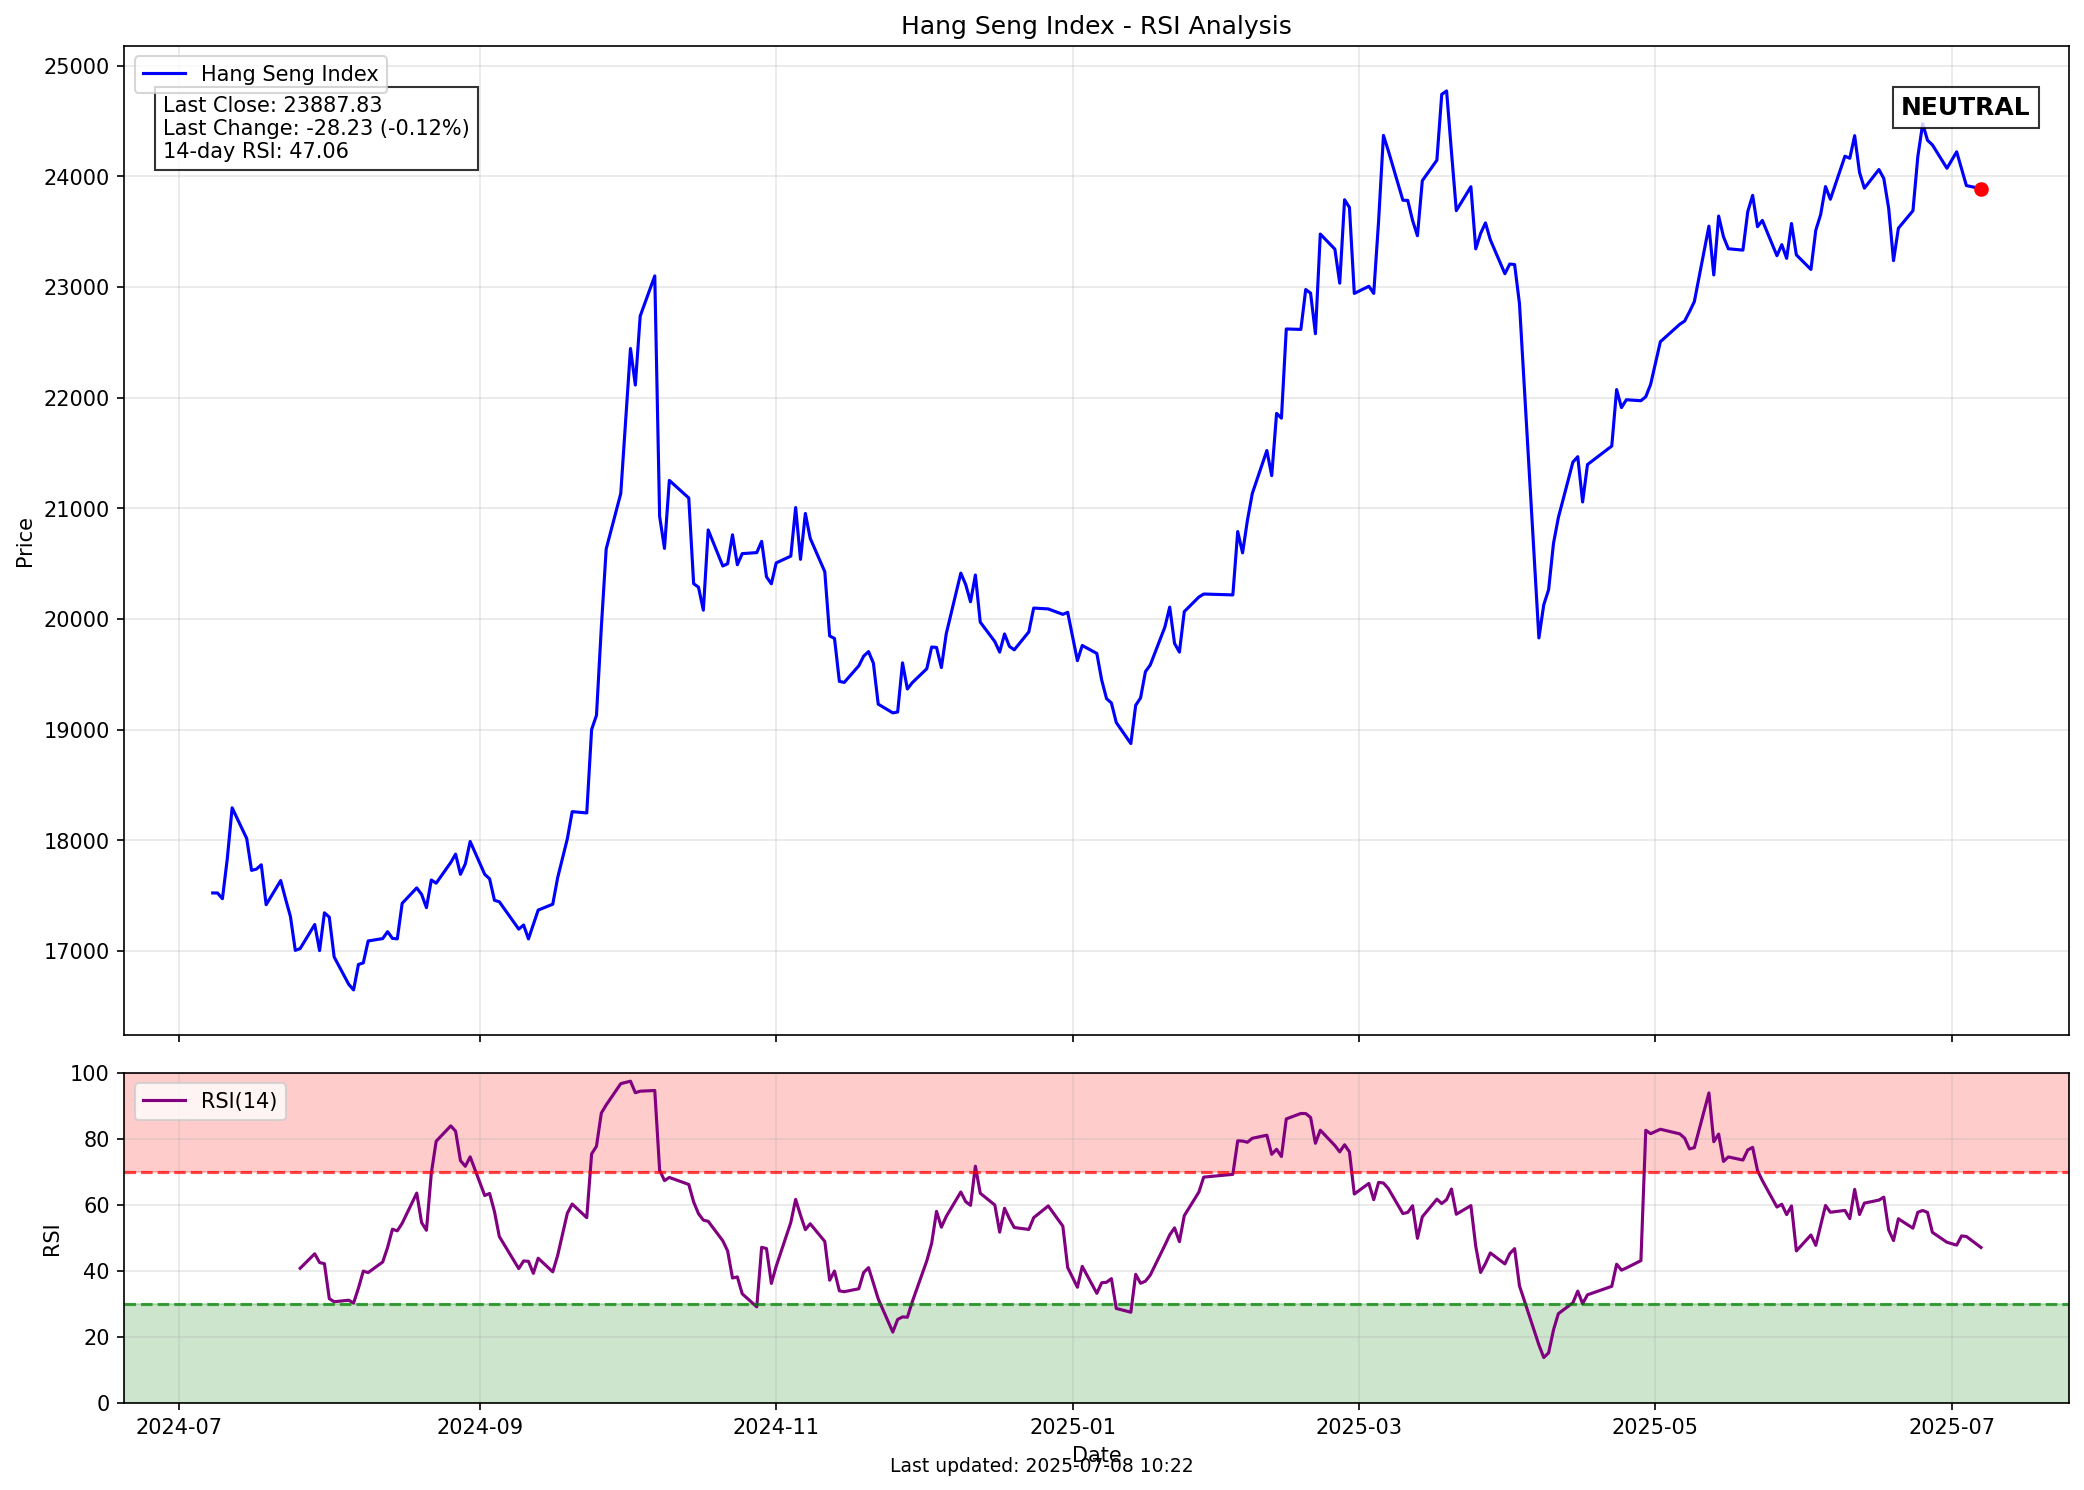 Hang Seng Index - RSI Analysis
Hang Seng Index
Last Close: 23887.83
Last Change: -28.23 (-0.12%)
14-day RSI: 47.06
NEUTRAL
Price
25000
24000
23000
22000
21000
20000
19000
18000
17000
RSI(14)
RSI
100
80
60
40
20
0
2024-07
2024-09
2024-11
2025-01
2025-03
2025-05
2025-07
Date
Last updated: 2025-07-08 10:22